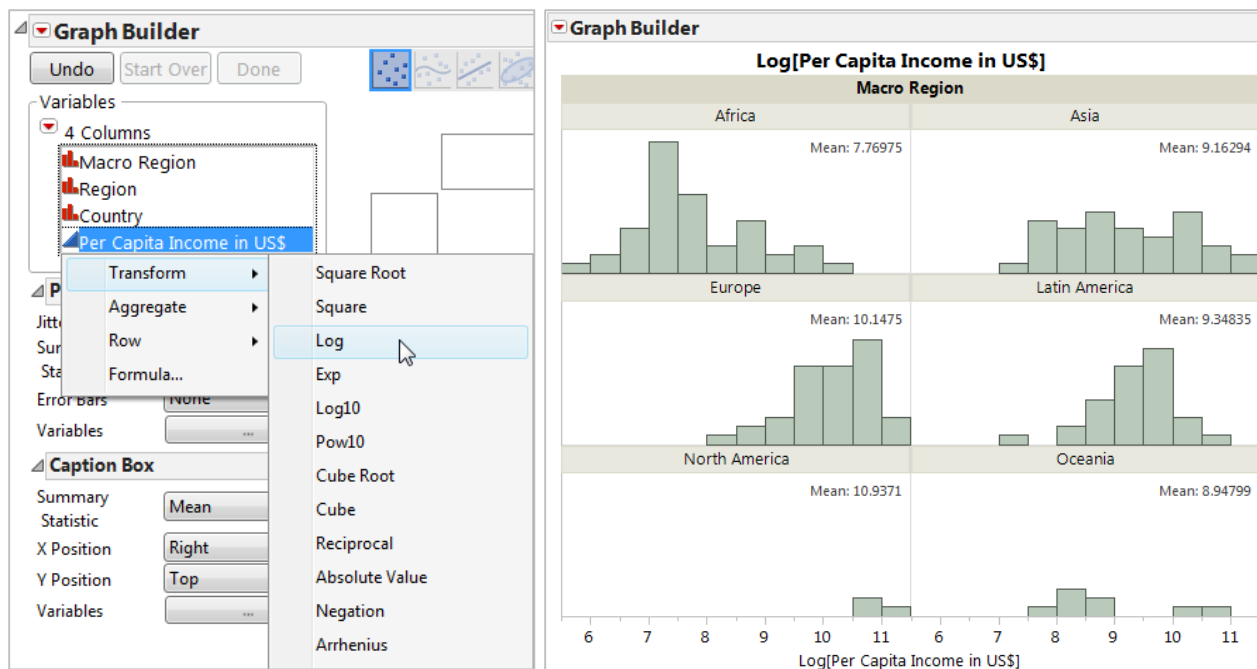 Graph Builder
Undo Start Over Done
Variables
4 Columns
Macro Region
Region
Country
Per Capita Income in US$
Transform
Aggregate
Row
Formula...
Square Root
Square
Log
Exp
Log10
Pow10
Cube Root
Cube
Reciprocal
Absolute Value
Negation
Arrhenius
P
Jitt
Sur
Sta
Error Bars None
Variables ...
Caption Box
Summary
Statistic Mean
X Position Right
Y Position Top
Variables ...
Graph Builder
Log[Per Capita Income in US$]
Macro Region
Africa Asia
Mean: 7.76975 Mean: 9.16294
Europe Latin America
Mean: 10.1475 Mean: 9.34835
North America Oceania
Mean: 10.9371 Mean: 8.94799
6 7 8 9 10 11 6 7 8 9 10 11
Log[Per Capita Income in US$]